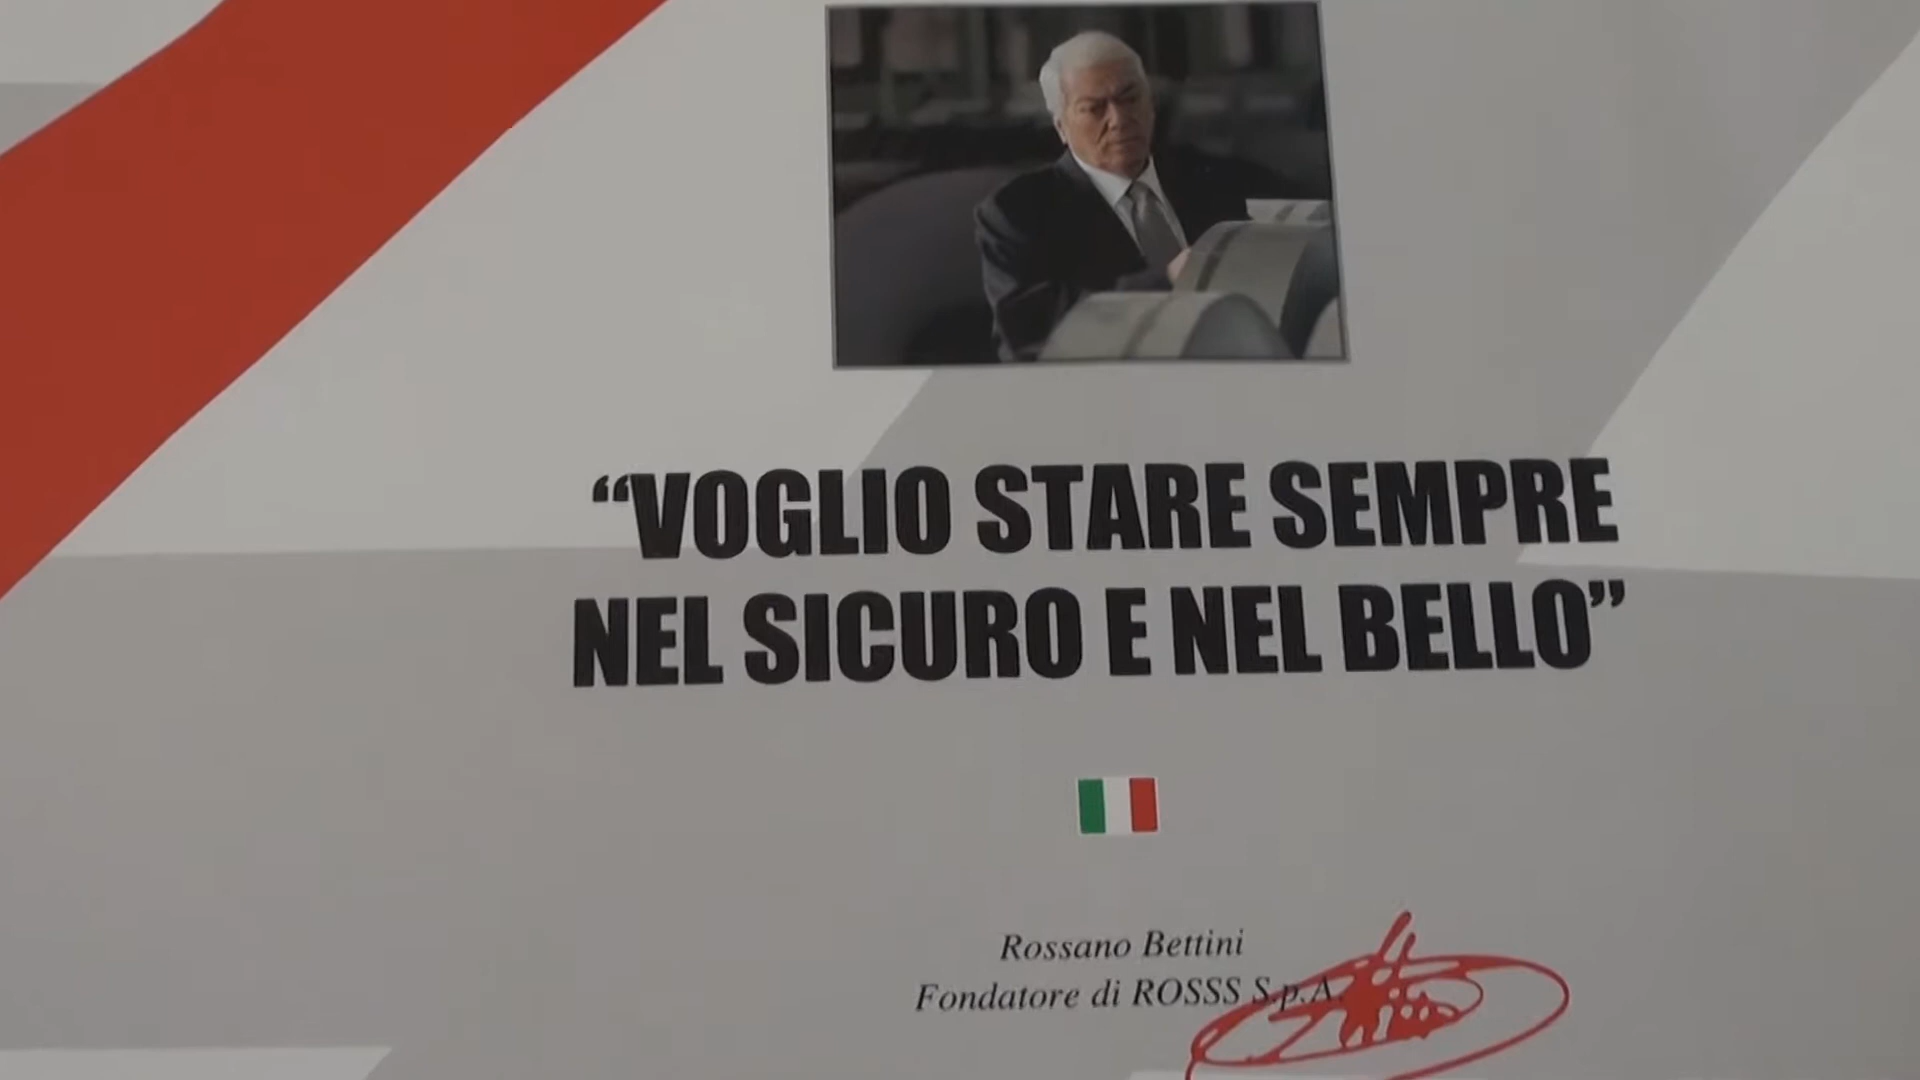 “VOGLIO STARE SEMPRE
NEL SICURO E NEL BELLO”
Rossano Bettini
Fondatore di ROSSS S.p.A.